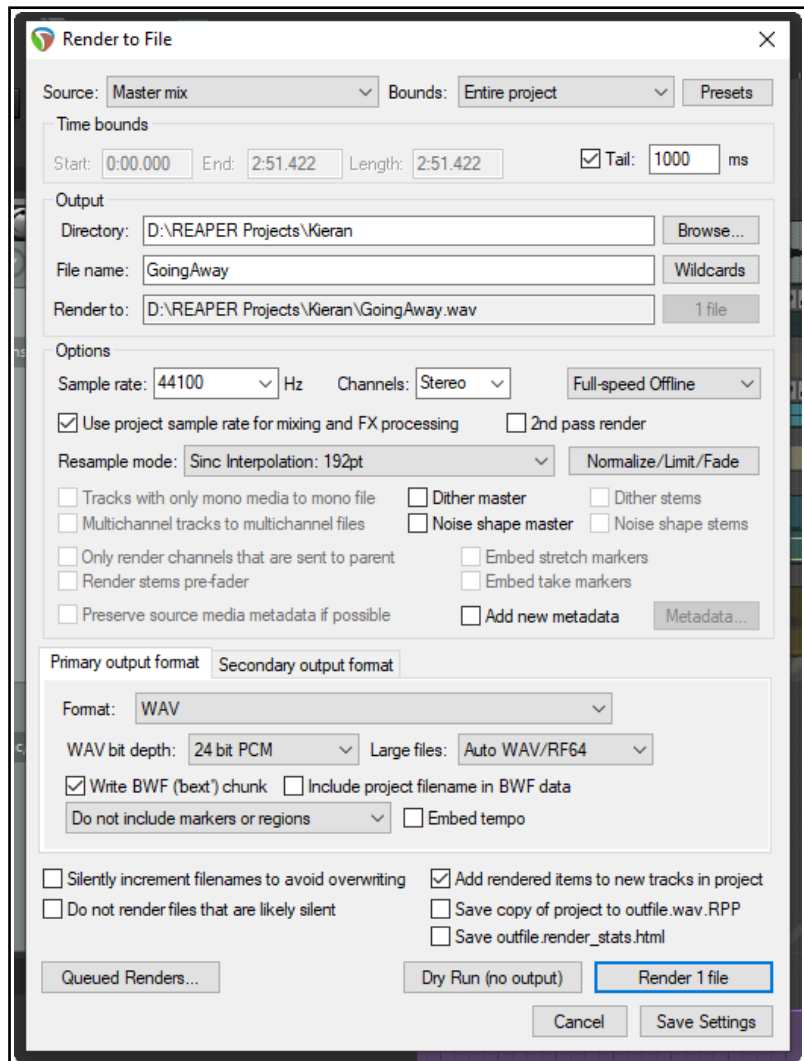 Render to File
Source: Master mix Bounds: Entire project Presets
Time bounds
Start: 0:00.000 End: 2:51.422 Length: 2:51.422 Tail: 1000 ms
Output
Directory: D:\REAPER Projects\Kieran Browse...
File name: GoingAway Wildcards
Render to: D:\REAPER Projects\Kieran\GoingAway.wav 1 file
Options
Sample rate: 44100 Hz Channels: Stereo Full-speed Offline
Use project sample rate for mixing and FX processing 2nd pass render
Resample mode: Sinc Interpolation: 192pt Normalize/Limit/Fade
Tracks with only mono media to mono file Dither master Dither stems
Multichannel tracks to multichannel files Noise shape master Noise shape stems
Only render channels that are sent to parent Embed stretch markers
Render stems pre-fader Embed take markers
Preserve source media metadata if possible Add new metadata Metadata...
Primary output format Secondary output format
Format: WAV
WAV bit depth: 24 bit PCM Large files: Auto WAV/RF64
Write BWF ('bext') chunk Include project filename in BWF data
Do not include markers or regions Embed tempo
Silently increment filenames to avoid overwriting Add rendered items to new tracks in project
Do not render files that are likely silent Save copy of project to outfile.wav.RPP
Save outfile.render_stats.html
Queued Renders... Dry Run (no output) Render 1 file
Cancel Save Settings